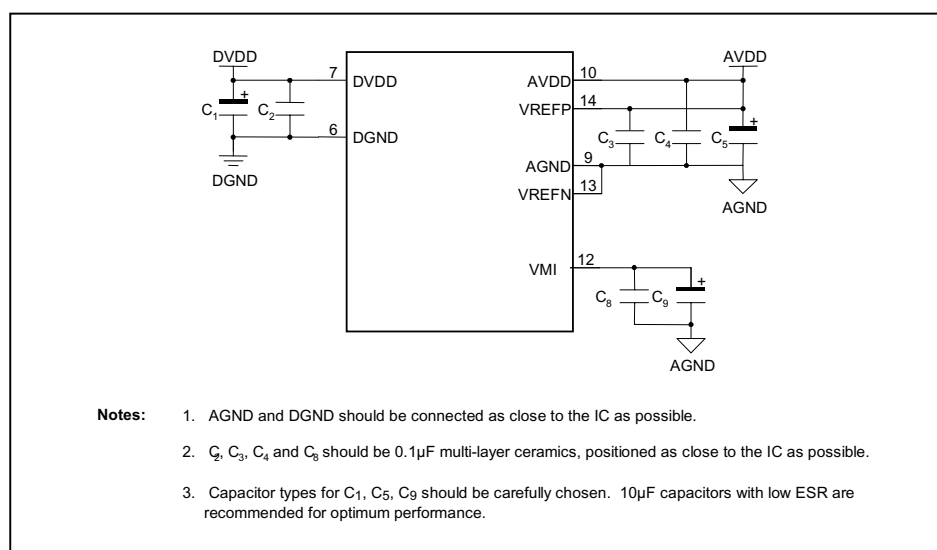 DVDD
AVDD
7
DVDD
AVDD
10
VREFP
14
+
C1
C2
C3
C4
C5
+
6
DGND
AGND
9
DGND
VREFN
13
AGND
VMI
12
C8
C9
+
AGND
Notes:
1. AGND and DGND should be connected as close to the IC as possible.
2. C2, C3, C4 and C8 should be 0.1µF multi-layer ceramics, positioned as close to the IC as possible.
3. Capacitor types for C1, C5, C9 should be carefully chosen. 10µF capacitors with low ESR are
recommended for optimum performance.